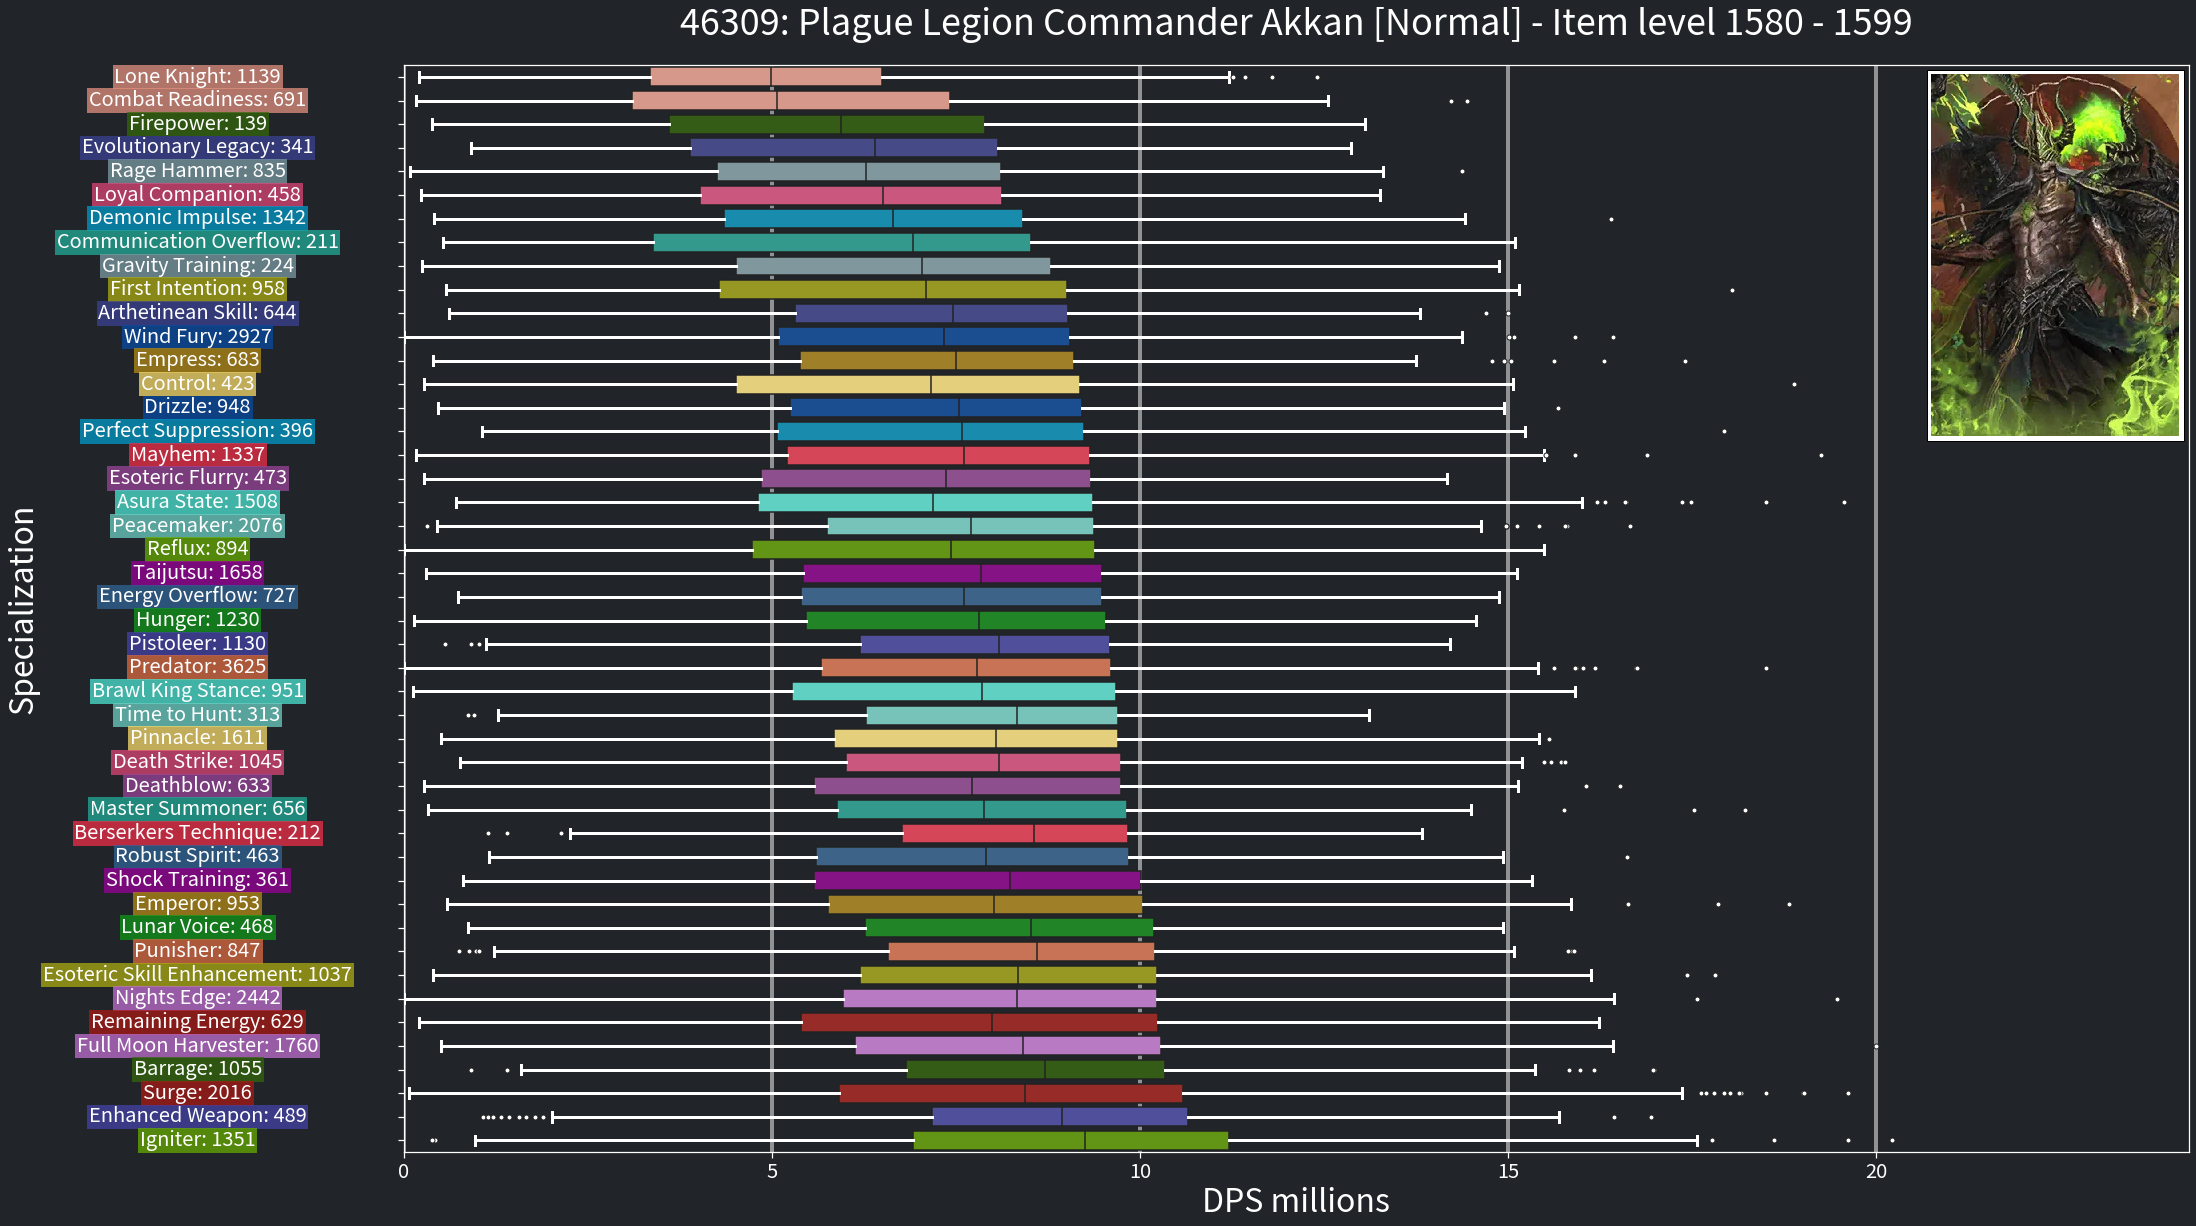 46309: Plague Legion Commander Akkan [Normal] - Item level 1580 - 1599
Specialization
Lone Knight: 1139
Combat Readiness: 691
Firepower: 139
Evolutionary Legacy: 341
Rage Hammer: 835
Loyal Companion: 458
Demonic Impulse: 1342
Communication Overflow: 211
Gravity Training: 224
First Intention: 958
Arthetinean Skill: 644
Wind Fury: 2927
Empress: 683
Control: 423
Drizzle: 948
Perfect Suppression: 396
Mayhem: 1337
Esoteric Flurry: 473
Asura State: 1508
Peacemaker: 2076
Reflux: 894
Taijutsu: 1658
Energy Overflow: 727
Hunger: 1230
Pistoleer: 1130
Predator: 3625
Brawl King Stance: 951
Time to Hunt: 313
Pinnacle: 1611
Death Strike: 1045
Deathblow: 633
Master Summoner: 656
Berserkers Technique: 212
Robust Spirit: 463
Shock Training: 361
Emperor: 953
Lunar Voice: 468
Punisher: 847
Esoteric Skill Enhancement: 1037
Nights Edge: 2442
Remaining Energy: 629
Full Moon Harvester: 1760
Barrage: 1055
Surge: 2016
Enhanced Weapon: 489
Igniter: 1351
0 5 10 15 20
DPS millions